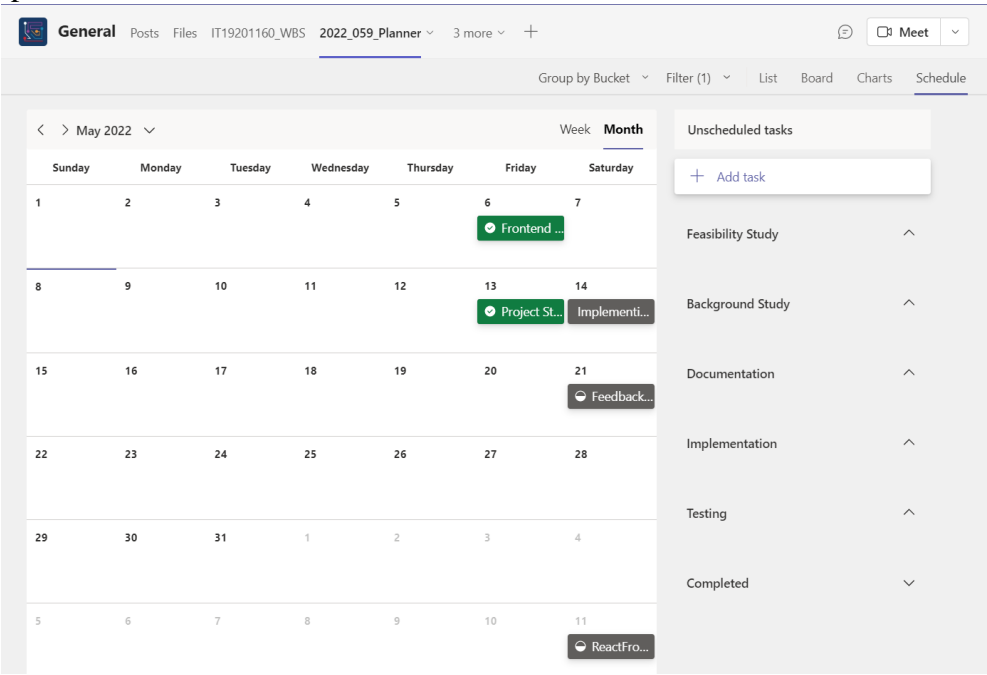 General Posts Files IT19201160_WBS 2022_059_Planner 3 more Meet
Group by Bucket Filter (1) List Board Charts Schedule
May 2022 Week Month
Sunday Monday Tuesday Wednesday Thursday Friday Saturday
1 2 3 4 5 6 7
Frontend ...
8 9 10 11 12 13 14
Project St... Implementi...
15 16 17 18 19 20 21
Feedback...
22 23 24 25 26 27 28
29 30 31 1 2 3 4
5 6 7 8 9 10 11
ReactFro...
Unscheduled tasks
Add task
Feasibility Study
Background Study
Documentation
Implementation
Testing
Completed